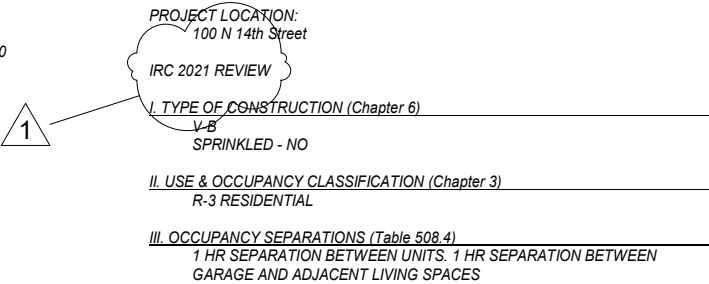 PROJECT LOCATION:
100 N 14th Street
0
IRC 2021 REVIEW
I. TYPE OF CONSTRUCTION (Chapter 6)
1
V-B
SPRINKLED - NO
II. USE & OCCUPANCY CLASSIFICATION (Chapter 3)
R-3 RESIDENTIAL
III. OCCUPANCY SEPARATIONS (Table 508.4)
1 HR SEPARATION BETWEEN UNITS. 1 HR SEPARATION BETWEEN
GARAGE AND ADJACENT LIVING SPACES